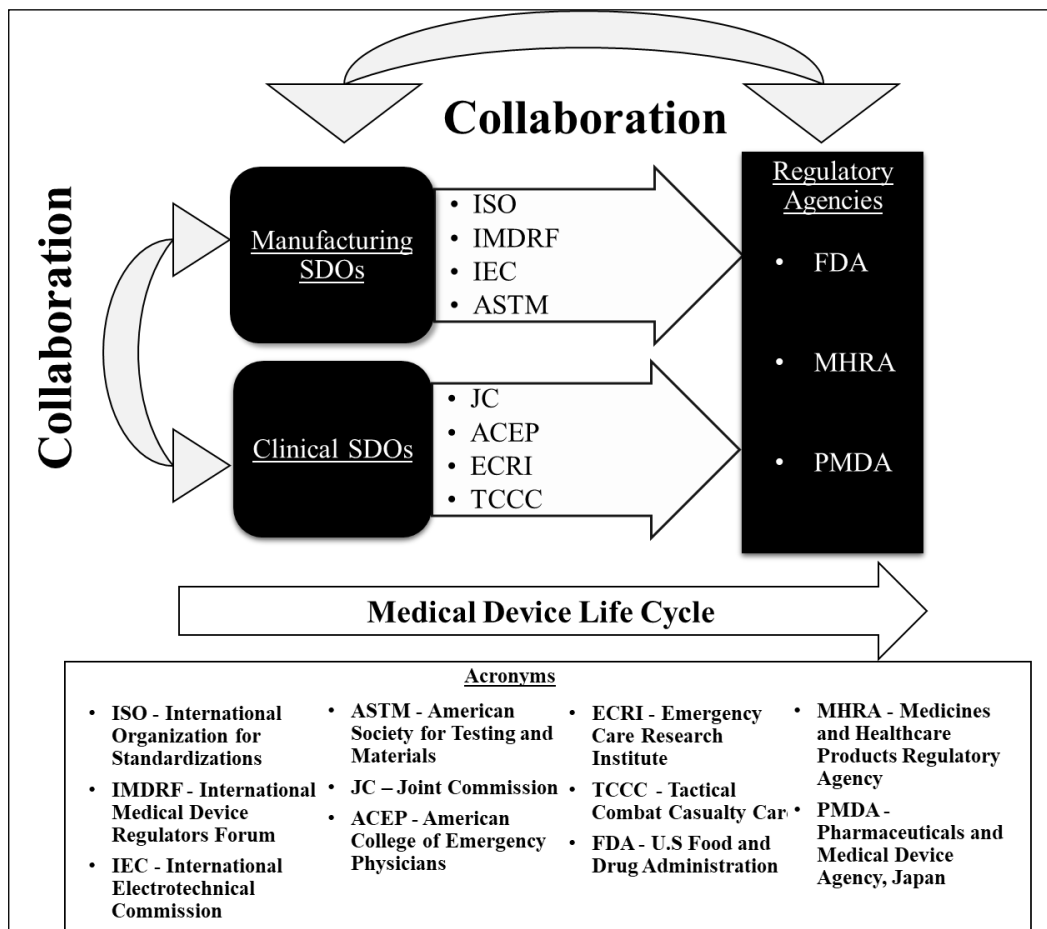 Collaboration
Collaboration
Manufacturing
SDOs
• ISO
• IMDRF
• IEC
• ASTM
Clinical SDOs
• JC
• ACEP
• ECRI
• TCCC
Regulatory
Agencies
• FDA
• MHRA
• PMDA
Medical Device Life Cycle
Acronyms
• ISO - International
Organization for
Standardizations
• IMDRF - International
Medical Device
Regulators Forum
• IEC - International
Electrotechnical
Commission
• ASTM - American
Society for Testing and
Materials
• JC – Joint Commission
• ACEP - American
College of Emergency
Physicians
• ECRI - Emergency
Care Research
Institute
• TCCC - Tactical
Combat Casualty Care
• FDA - U.S Food and
Drug Administration
• MHRA - Medicines
and Healthcare
Products Regulatory
Agency
• PMDA -
Pharmaceuticals and
Medical Device
Agency, Japan